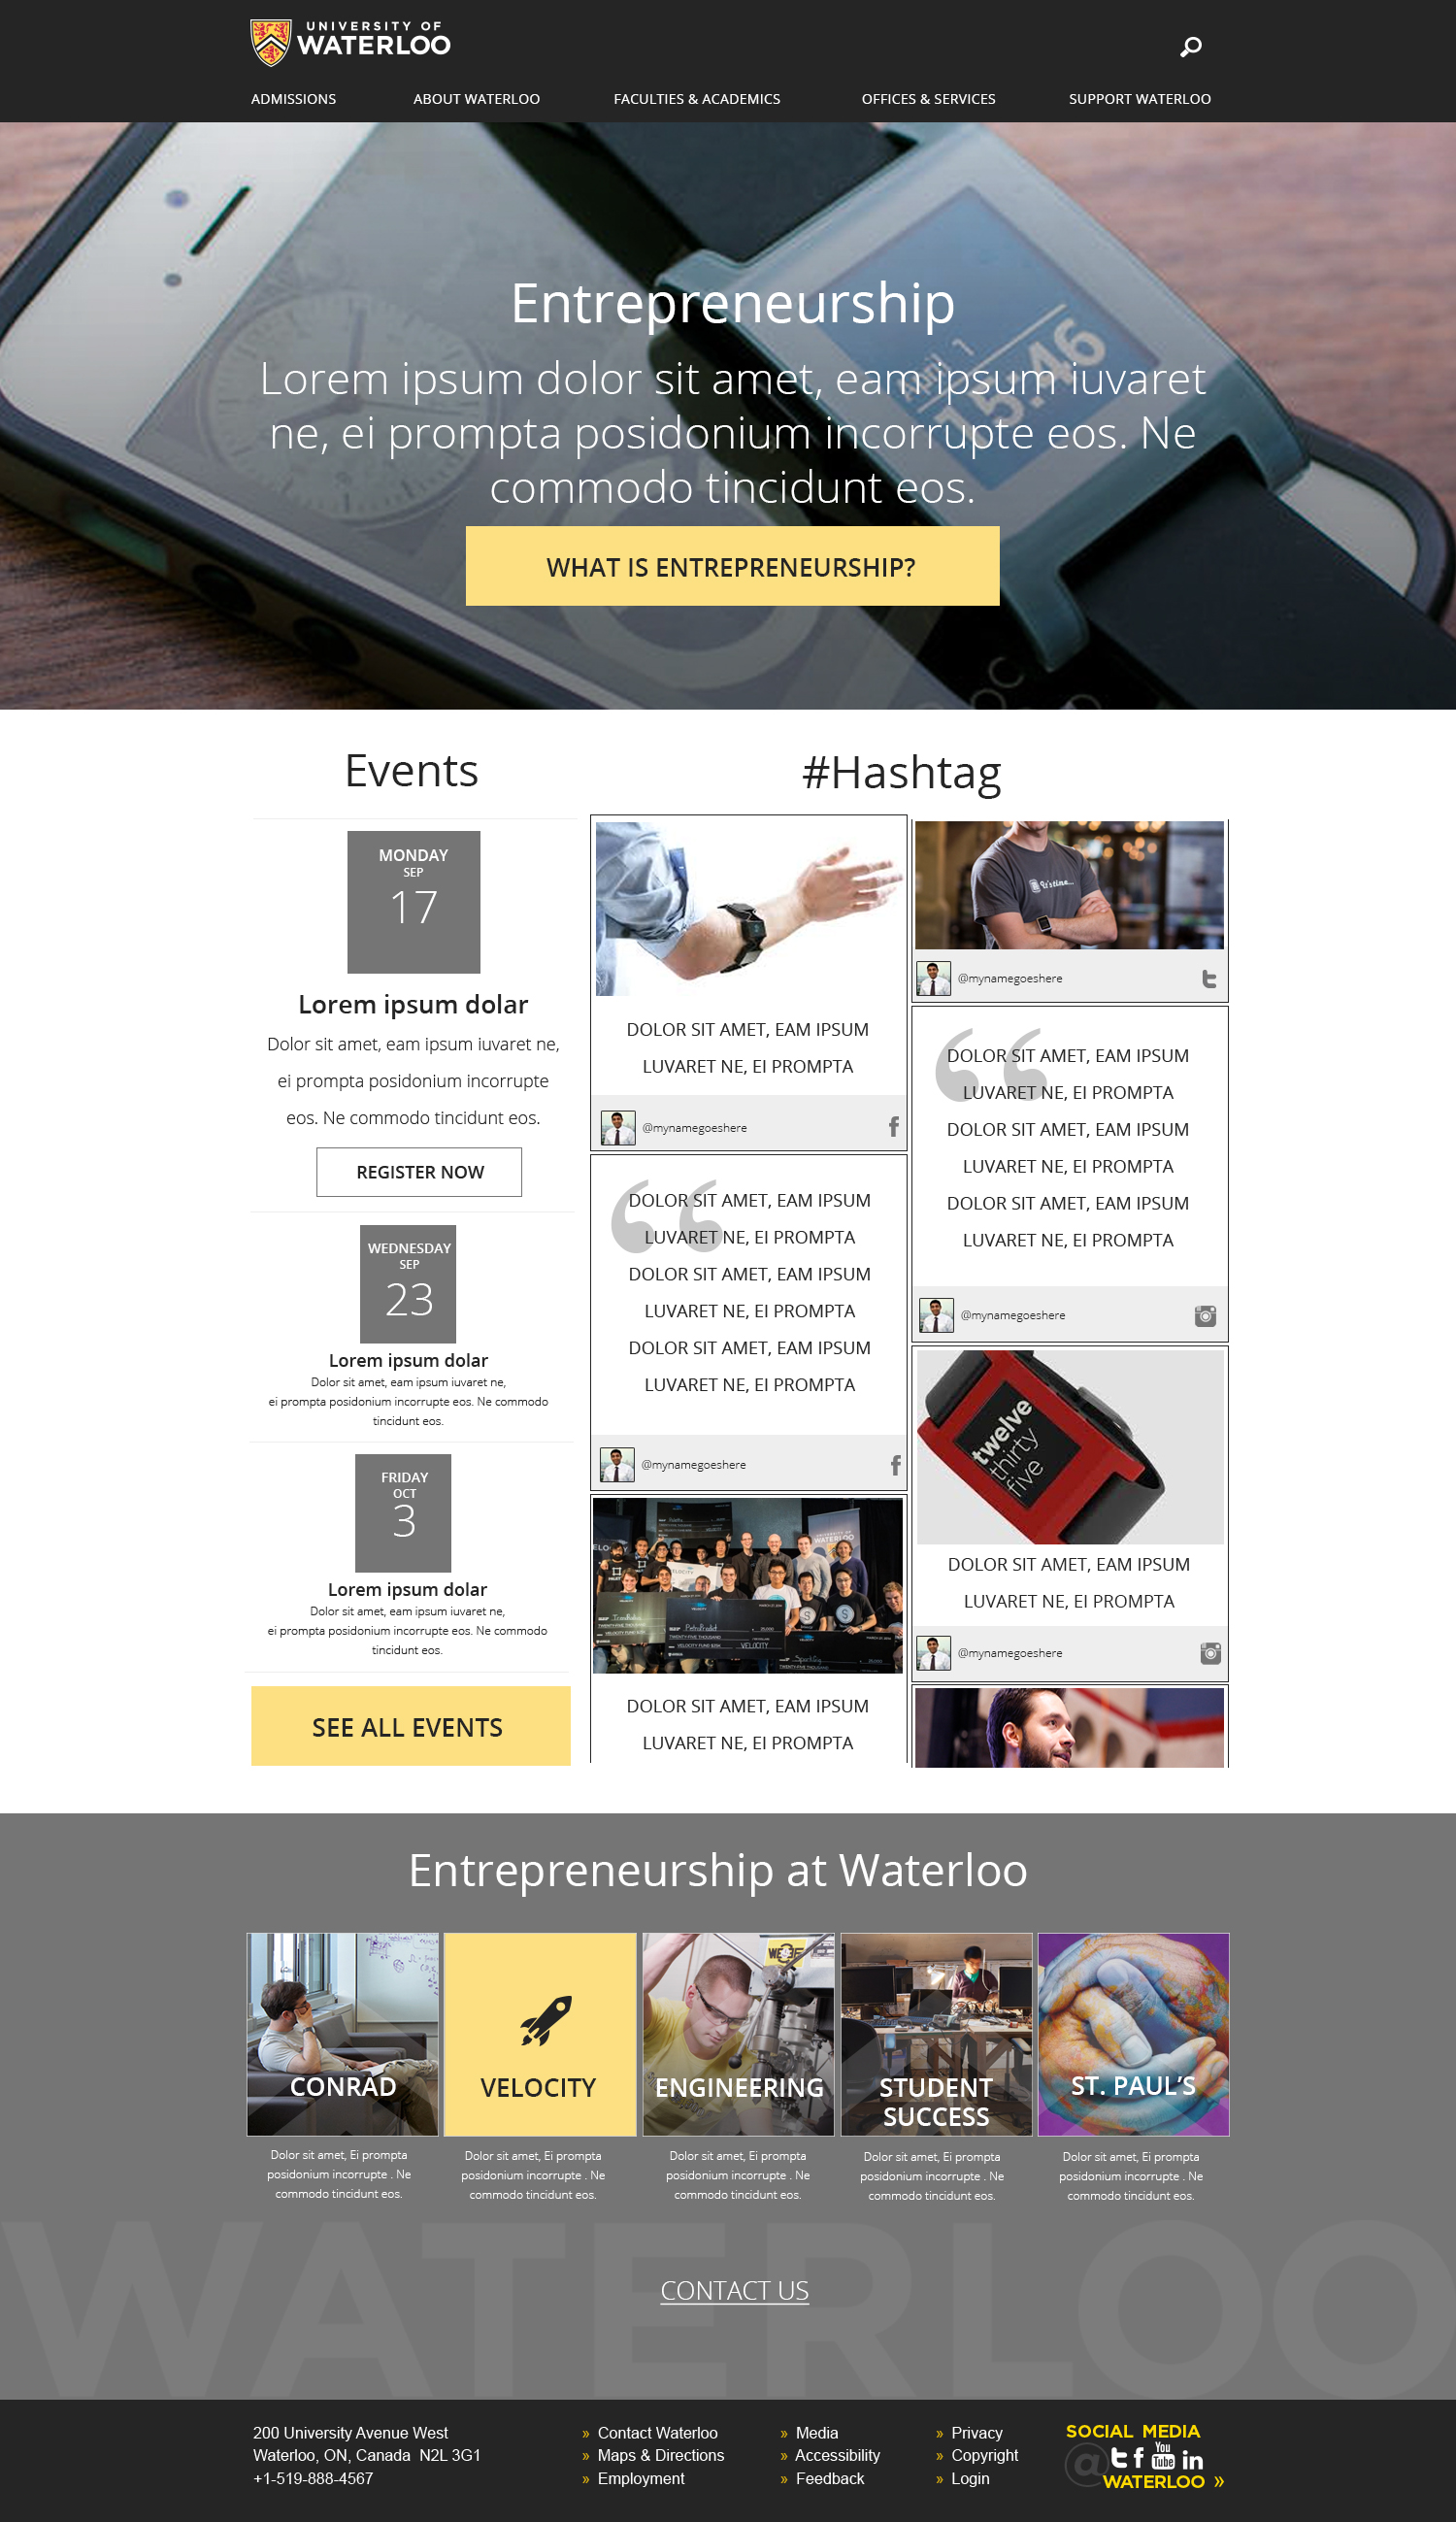 UNIVERSITY OF
WATERLOO
ADMISSIONS
ABOUT WATERLOO
FACULTIES & ACADEMICS
OFFICES & SERVICES
SUPPORT WATERLOO
15:46
Entrepreneurship
Lorem ipsum dolor sit amet, eam ipsum iuvaret
ne, ei prompta posidonium incorrupte eos. Ne
commodo tincidunt eos.
WHAT IS ENTREPRENEURSHIP?
Events
MONDAY
SEP
17
Lorem ipsum dolar
Dolor sit amet, eam ipsum iuvaret ne,
ei prompta posidonium incorrupte
eos. Ne commodo tincidunt eos.
REGISTER NOW
WEDNESDAY
SEP
23
Lorem ipsum dolar
Dolor sit amet, eam ipsum iuvaret ne,
ei prompta posidonium incorrupte eos. Ne commodo
tincidunt eos.
FRIDAY
OCT
3
Lorem ipsum dolar
Dolor sit amet, eam ipsum iuvaret ne,
ei prompta posidonium incorrupte eos. Ne commodo
tincidunt eos.
SEE ALL EVENTS
#Hashtag
DOLOR SIT AMET, EAM IPSUM
LUVARET NE, EI PROMPTA
@mynamegoeshere
DOLOR SIT AMET, EAM IPSUM
LUVARET NE, EI PROMPTA
DOLOR SIT AMET, EAM IPSUM
LUVARET NE, EI PROMPTA
DOLOR SIT AMET, EAM IPSUM
LUVARET NE, EI PROMPTA
@mynamegoeshere
WATERLOO
VELOCITY
DOLOR SIT AMET, EAM IPSUM
LUVARET NE, EI PROMPTA
@mynamegoeshere
DOLOR SIT AMET, EAM IPSUM
LUVARET NE, EI PROMPTA
DOLOR SIT AMET, EAM IPSUM
LUVARET NE, EI PROMPTA
DOLOR SIT AMET, EAM IPSUM
LUVARET NE, EI PROMPTA
@mynamegoeshere
twelve
thirty
five
DOLOR SIT AMET, EAM IPSUM
LUVARET NE, EI PROMPTA
@mynamegoeshere
Entrepreneurship at Waterloo
CONRAD
Dolor sit amet, Ei prompta
posidonium incorrupte . Ne
commodo tincidunt eos.
VELOCITY
Dolor sit amet, Ei prompta
posidonium incorrupte . Ne
commodo tincidunt eos.
ENGINEERING
Dolor sit amet, Ei prompta
posidonium incorrupte . Ne
commodo tincidunt eos.
STUDENT
SUCCESS
Dolor sit amet, Ei prompta
posidonium incorrupte . Ne
commodo tincidunt eos.
ST. PAUL'S
Dolor sit amet, Ei prompta
posidonium incorrupte . Ne
commodo tincidunt eos.
WATERLOO
CONTACT US
200 University Avenue West
Waterloo, ON, Canada N2L 3G1
+1-519-888-4567
» Contact Waterloo
» Maps & Directions
» Employment
» Media
» Accessibility
» Feedback
» Privacy
» Copyright
» Login
SOCIAL MEDIA
@ You Tube in
WATERLOO »